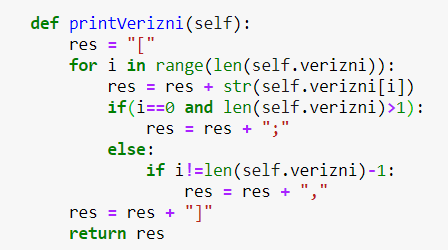 def printVerizni(self):
    res = "["
    for i in range(len(self.verizni)):
        res = res + str(self.verizni[i])
        if(i==0 and len(self.verizni)>1):
            res = res + ";"
        else:
            if i!=len(self.verizni)-1:
                res = res + ","
    res = res + "]"
    return res